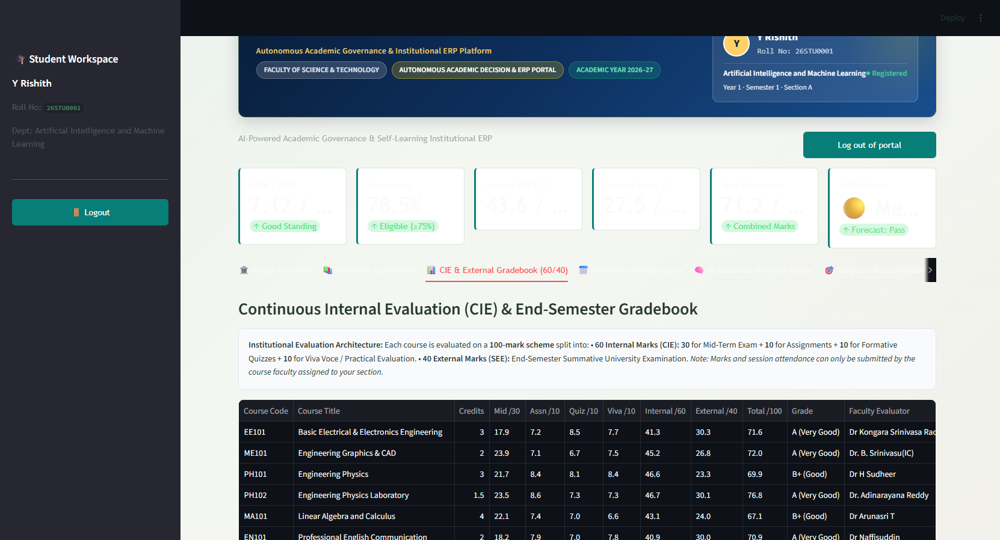 Deploy
Student Workspace
Y Rishith
Roll No: 26STU0001
Dept: Artificial Intelligence and Machine
Learning
Logout
Autonomous Academic Governance & Institutional ERP Platform
FACULTY OF SCIENCE & TECHNOLOGY
AUTONOMOUS ACADEMIC DECISION & ERP PORTAL
ACADEMIC YEAR 2026–27
Y
Y Rishith
Roll No: 26STU0001
Artificial Intelligence and Machine Learning
Registered
Year 1 · Semester 1 · Section A
AI-Powered Academic Governance & Self-Learning Institutional ERP
Log out of portal
CGPA / SGPA
7.12 / ...
↑ Good Standing
Attendance
78.5%
↑ Eligible (≥75%)
Internal (CIE)
43.6 / ...
External Exam
27.5 / ...
Total Assessment
71.2 / ...
↑ Combined Marks
AI Risk Radar
Me...
↑ Forecast: Pass
Portal Overview
Academic Curriculum
CIE & External Gradebook (60/40)
Timetable & Attendance
AI Academic Decision Engine
Targeted Recommenda
Continuous Internal Evaluation (CIE) & End-Semester Gradebook
Institutional Evaluation Architecture: Each course is evaluated on a 100-mark scheme split into: • 60 Internal Marks (CIE): 30 for Mid-Term Exam + 10 for Assignments + 10 for Formative
Quizzes + 10 for Viva Voce / Practical Evaluation. • 40 External Marks (SEE): End-Semester Summative University Examination. Note: Marks and session attendance can only be submitted by the
course faculty assigned to your section.
Course Code Course Title Credits Mid /30 Assn /10 Quiz /10 Viva /10 Internal /60 External /40 Total /100 Grade Faculty Evaluator
EE101 Basic Electrical & Electronics Engineering 3 17.9 7.2 8.5 7.7 41.3 30.3 71.6 A (Very Good) Dr Kongara Srinivasa Rao
ME101 Engineering Graphics & CAD 2 23.9 7.1 6.7 7.5 45.2 26.8 72.0 A (Very Good) Dr. B. Srinivasu(IC)
PH101 Engineering Physics 3 21.7 8.4 8.1 8.4 46.6 23.3 69.9 B+ (Good) Dr H Sudheer
PH102 Engineering Physics Laboratory 1.5 23.5 8.6 7.3 7.3 46.7 30.1 76.8 A (Very Good) Dr. Adinarayana Reddy
MA101 Linear Algebra and Calculus 4 22.1 7.4 7.0 6.6 43.1 24.0 67.1 B+ (Good) Dr Arunasri T
EN101 Professional English Communication 2 18.2 7.9 7.0 7.8 40.9 30.0 70.9 A (Very Good) Dr Naffisuddin